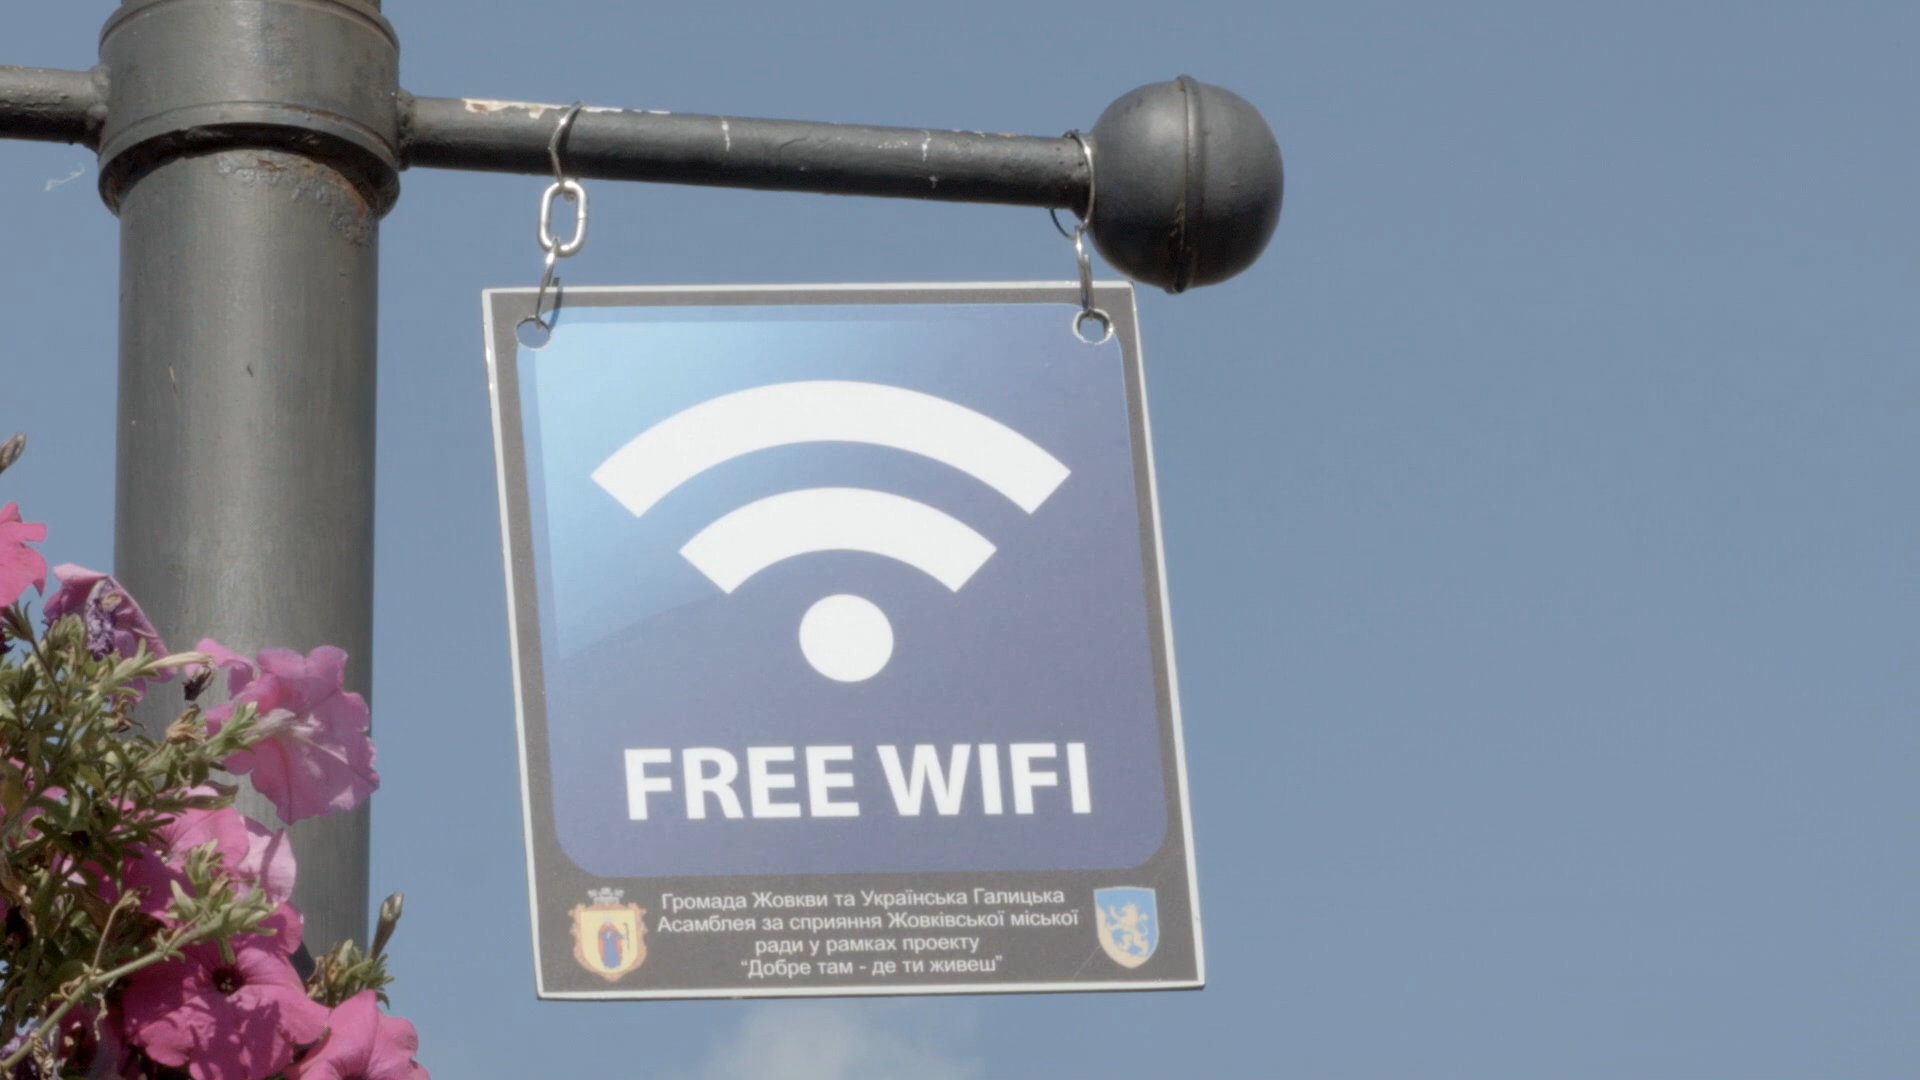 FREE WIFI
Громада Жовкви та Українська Галицька
Асамблея за сприяння Жовківської міської
ради у рамках проекту
“Добре там - де ти живеш”